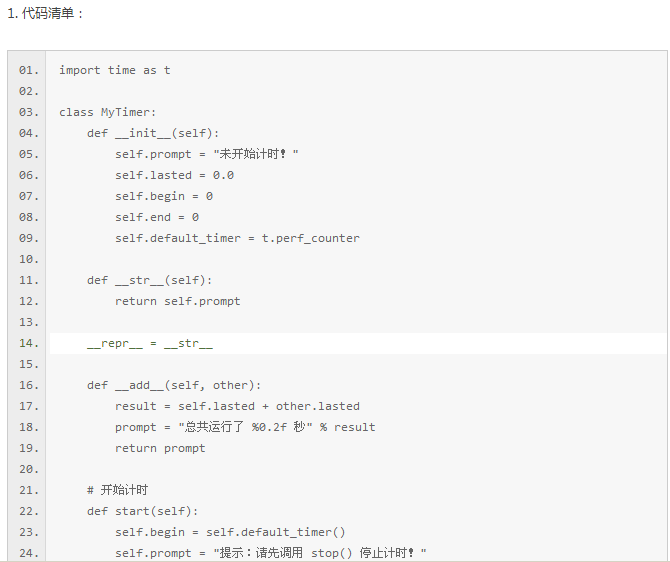 1. 代码清单：
01. import time as t
02.
03. class MyTimer:
04.     def __init__(self):
05.         self.prompt = "未开始计时！"
06.         self.lasted = 0.0
07.         self.begin = 0
08.         self.end = 0
09.         self.default_timer = t.perf_counter
10.
11.     def __str__(self):
12.         return self.prompt
13.
14.     __repr__ = __str__
15.
16.     def __add__(self, other):
17.         result = self.lasted + other.lasted
18.         prompt = "总共运行了 %0.2f 秒" % result
19.         return prompt
20.
21.     # 开始计时
22.     def start(self):
23.         self.begin = self.default_timer()
24.         self.prompt = "提示：请先调用 stop() 停止计时！"